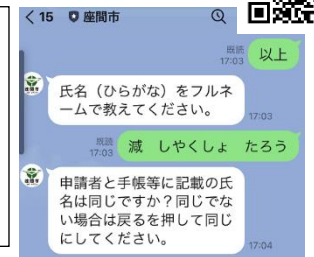 < 15 座間市
既読
17:03
以上
氏名（ひらがな）をフルネ
ームで教えてください。
17:03
既読
17:03
減 しやくしょ たろう
申請者と手帳等に記載の氏
名は同じですか？同じでな
い場合は戻るを押して同じ
にしてください。
17:04